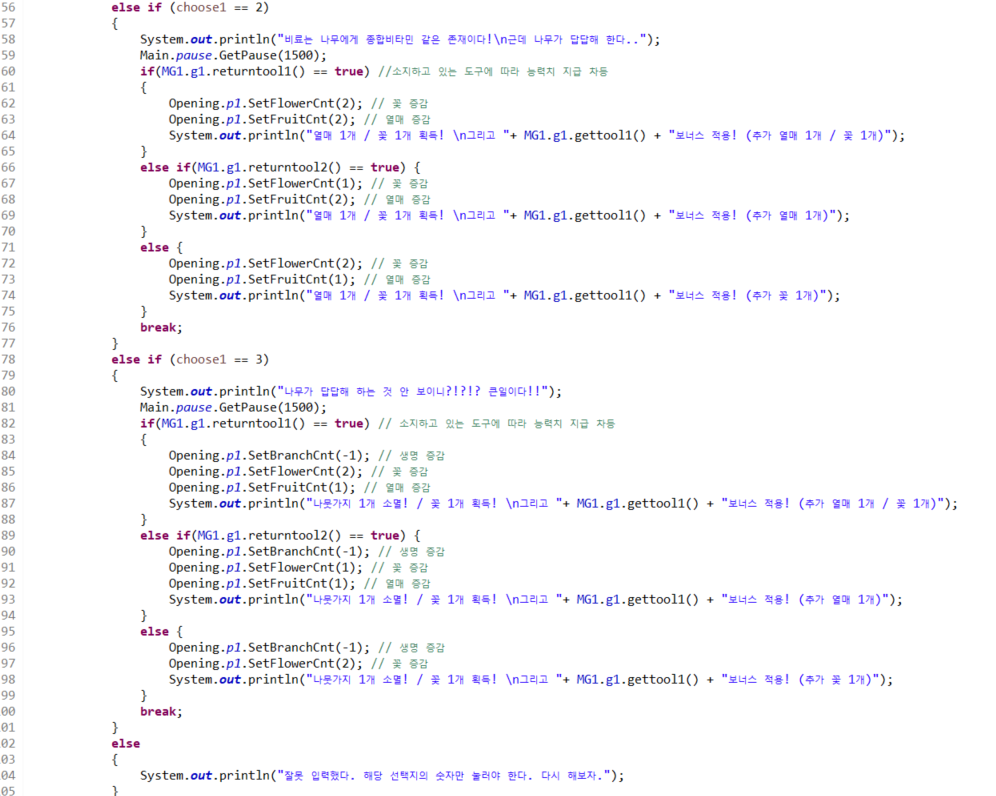 56 else if (choose1 == 2)
57 {
58 System.out.println("비료는 나무에게 종합비타민 같은 존재이다!\n근데 나무가 답답해 한다..");
59 Main.pause.GetPause(1500);
60 if(MG1.g1.returntool1() == true) //소지하고 있는 도구에 따라 능력치 지급 차등
61 {
62 Opening.p1.SetFlowerCnt(2); // 꽃 증감
63 Opening.p1.SetFruitCnt(2); // 열매 증감
64 System.out.println("열매 1개 / 꽃 1개 획득! \n그리고 "+ MG1.g1.gettool1() + "보너스 적용! (추가 열매 1개 / 꽃 1개)");
65 }
66 else if(MG1.g1.returntool2() == true) {
67 Opening.p1.SetFlowerCnt(1); // 꽃 증감
68 Opening.p1.SetFruitCnt(2); // 열매 증감
69 System.out.println("열매 1개 / 꽃 1개 획득! \n그리고 "+ MG1.g1.gettool1() + "보너스 적용! (추가 열매 1개)");
70 }
71 else {
72 Opening.p1.SetFlowerCnt(2); // 꽃 증감
73 Opening.p1.SetFruitCnt(1); // 열매 증감
74 System.out.println("열매 1개 / 꽃 1개 획득! \n그리고 "+ MG1.g1.gettool1() + "보너스 적용! (추가 꽃 1개)");
75 }
76 break;
77 }
78 else if (choose1 == 3)
79 {
80 System.out.println("나무가 답답해 하는 것 안 보이니?!?!? 큰일이다!!");
81 Main.pause.GetPause(1500);
82 if(MG1.g1.returntool1() == true) // 소지하고 있는 도구에 따라 능력치 지급 차등
83 {
84 Opening.p1.SetBranchCnt(-1); // 생명 증감
85 Opening.p1.SetFlowerCnt(2); // 꽃 증감
86 Opening.p1.SetFruitCnt(1); // 열매 증감
87 System.out.println("나뭇가지 1개 소멸! / 꽃 1개 획득! \n그리고 "+ MG1.g1.gettool1() + "보너스 적용! (추가 열매 1개 / 꽃 1개)");
88 }
89 else if(MG1.g1.returntool2() == true) {
90 Opening.p1.SetBranchCnt(-1); // 생명 증감
91 Opening.p1.SetFlowerCnt(1); // 꽃 증감
92 Opening.p1.SetFruitCnt(1); // 열매 증감
93 System.out.println("나뭇가지 1개 소멸! / 꽃 1개 획득! \n그리고 "+ MG1.g1.gettool1() + "보너스 적용! (추가 열매 1개)");
94 }
95 else {
96 Opening.p1.SetBranchCnt(-1); // 생명 증감
97 Opening.p1.SetFlowerCnt(2); // 꽃 증감
98 System.out.println("나뭇가지 1개 소멸! / 꽃 1개 획득! \n그리고 "+ MG1.g1.gettool1() + "보너스 적용! (추가 꽃 1개)");
99 }
00 break;
01 }
02 else
03 {
04 System.out.println("잘못 입력했다. 해당 선택지의 숫자만 눌러야 한다. 다시 해보자.");
05 }